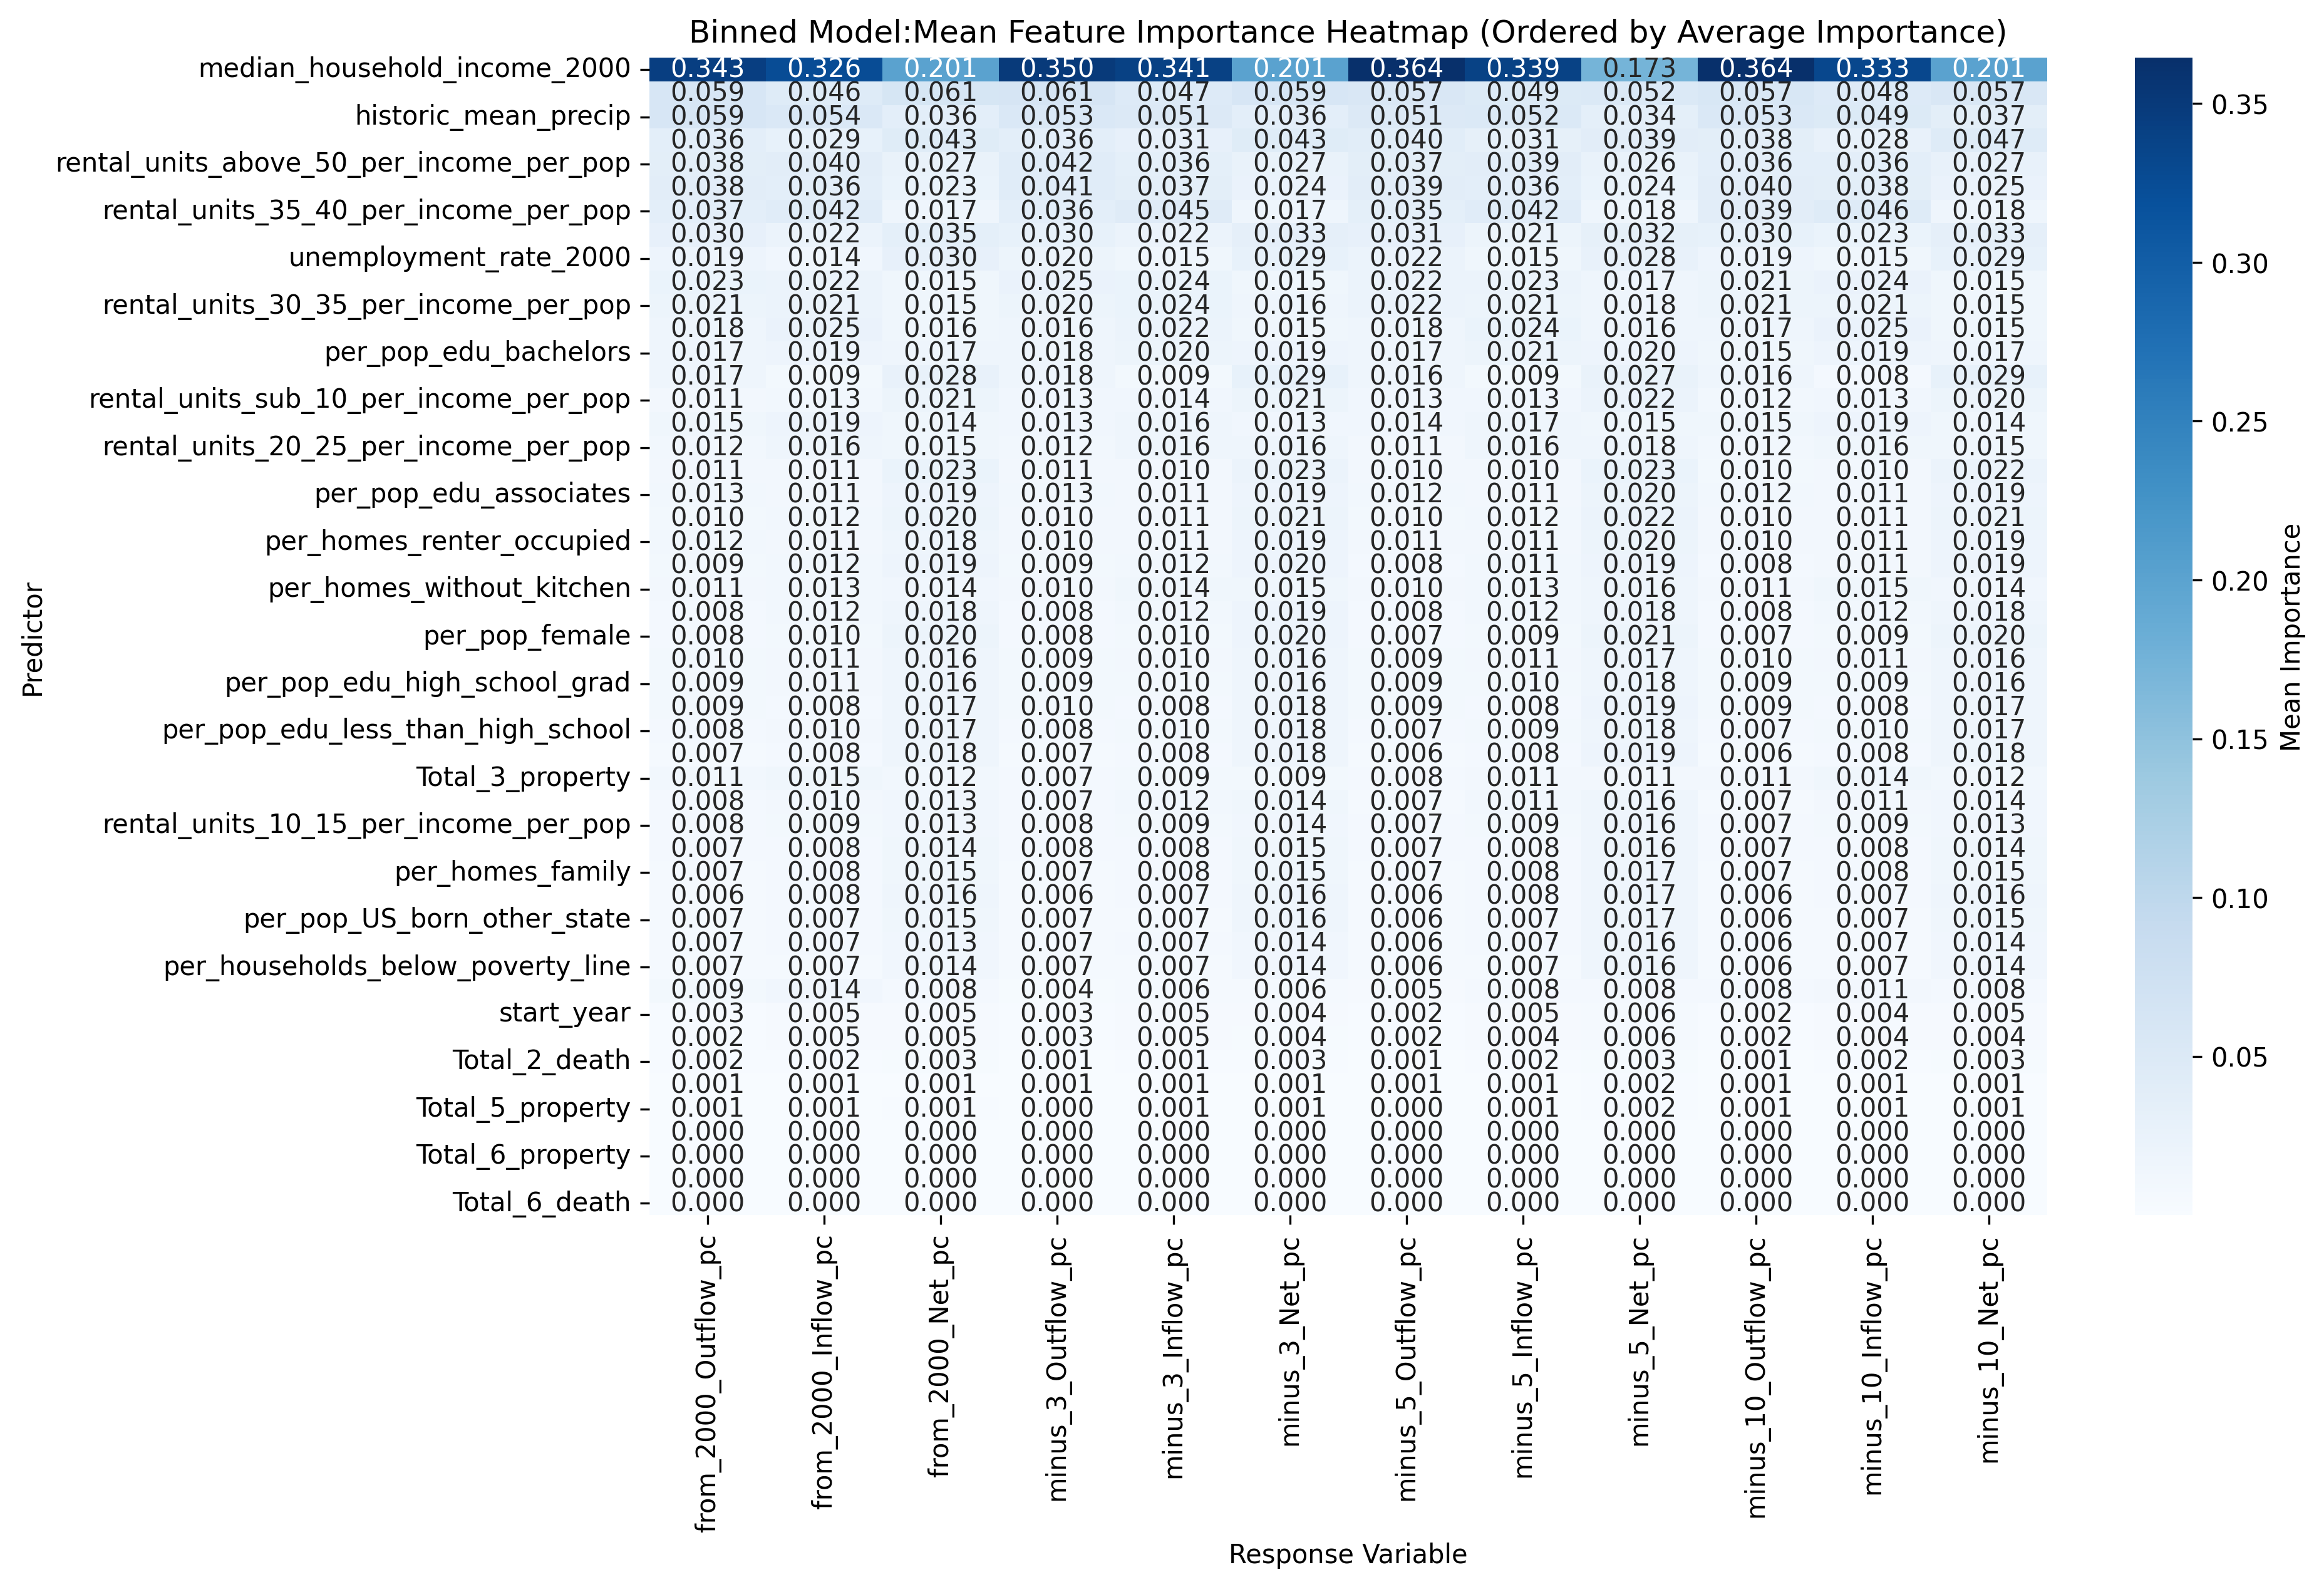 Binned Model:Mean Feature Importance Heatmap (Ordered by Average Importance)
median_household_income_2000 0.343 0.326 0.201 0.350 0.341 0.201 0.364 0.339 0.173 0.364 0.333 0.201
0.059 0.046 0.061 0.061 0.047 0.059 0.057 0.049 0.052 0.057 0.048 0.057
historic_mean_precip 0.059 0.054 0.036 0.053 0.051 0.036 0.051 0.052 0.034 0.053 0.049 0.037
0.036 0.029 0.043 0.036 0.031 0.043 0.040 0.031 0.039 0.038 0.028 0.047
rental_units_above_50_per_income_per_pop 0.038 0.040 0.027 0.042 0.036 0.027 0.037 0.039 0.026 0.036 0.036 0.027
0.038 0.036 0.023 0.041 0.037 0.024 0.039 0.036 0.024 0.040 0.038 0.025
rental_units_35_40_per_income_per_pop 0.037 0.042 0.017 0.036 0.045 0.017 0.035 0.042 0.018 0.039 0.046 0.018
0.030 0.022 0.035 0.030 0.022 0.033 0.031 0.021 0.032 0.030 0.023 0.033
unemployment_rate_2000 0.019 0.014 0.030 0.020 0.015 0.029 0.022 0.015 0.028 0.019 0.015 0.029
0.023 0.022 0.015 0.025 0.024 0.015 0.022 0.023 0.017 0.021 0.024 0.015
rental_units_30_35_per_income_per_pop 0.021 0.021 0.015 0.020 0.024 0.016 0.022 0.021 0.018 0.021 0.021 0.015
0.018 0.025 0.016 0.016 0.022 0.015 0.018 0.024 0.016 0.017 0.025 0.015
per_pop_edu_bachelors 0.017 0.019 0.017 0.018 0.020 0.019 0.017 0.021 0.020 0.015 0.019 0.017
0.017 0.009 0.028 0.018 0.009 0.029 0.016 0.009 0.027 0.016 0.008 0.029
rental_units_sub_10_per_income_per_pop 0.011 0.013 0.021 0.013 0.014 0.021 0.013 0.013 0.022 0.012 0.013 0.020
0.015 0.019 0.014 0.013 0.016 0.013 0.014 0.017 0.015 0.015 0.019 0.014
rental_units_20_25_per_income_per_pop 0.012 0.016 0.015 0.012 0.016 0.016 0.011 0.016 0.018 0.012 0.016 0.015
0.011 0.011 0.023 0.011 0.010 0.023 0.010 0.010 0.023 0.010 0.010 0.022
per_pop_edu_associates 0.013 0.011 0.019 0.013 0.011 0.019 0.012 0.011 0.020 0.012 0.011 0.019
0.010 0.012 0.020 0.010 0.011 0.021 0.010 0.012 0.022 0.010 0.011 0.021
per_homes_renter_occupied 0.012 0.011 0.018 0.010 0.011 0.019 0.011 0.011 0.020 0.010 0.011 0.019
0.009 0.012 0.019 0.009 0.012 0.020 0.008 0.011 0.019 0.008 0.011 0.019
per_homes_without_kitchen 0.011 0.013 0.014 0.010 0.014 0.015 0.010 0.013 0.016 0.011 0.015 0.014
0.008 0.012 0.018 0.008 0.012 0.019 0.008 0.012 0.018 0.008 0.012 0.018
per_pop_female 0.008 0.010 0.020 0.008 0.010 0.020 0.007 0.009 0.021 0.007 0.009 0.020
0.010 0.011 0.016 0.009 0.010 0.016 0.009 0.011 0.017 0.010 0.011 0.016
per_pop_edu_high_school_grad 0.009 0.011 0.016 0.009 0.010 0.016 0.009 0.010 0.018 0.009 0.009 0.016
0.009 0.008 0.017 0.010 0.008 0.018 0.009 0.008 0.019 0.009 0.008 0.017
per_pop_edu_less_than_high_school 0.008 0.010 0.017 0.008 0.010 0.018 0.007 0.009 0.018 0.007 0.010 0.017
0.007 0.008 0.018 0.007 0.008 0.018 0.006 0.008 0.019 0.006 0.008 0.018
Total_3_property 0.011 0.015 0.012 0.007 0.009 0.009 0.008 0.011 0.011 0.011 0.014 0.012
0.008 0.010 0.013 0.007 0.012 0.014 0.007 0.011 0.016 0.007 0.011 0.014
rental_units_10_15_per_income_per_pop 0.008 0.009 0.013 0.008 0.009 0.014 0.007 0.009 0.016 0.007 0.009 0.013
0.007 0.008 0.014 0.008 0.008 0.015 0.007 0.008 0.016 0.007 0.008 0.014
per_homes_family 0.007 0.008 0.015 0.007 0.008 0.015 0.007 0.008 0.017 0.007 0.008 0.015
0.006 0.008 0.016 0.006 0.007 0.016 0.006 0.008 0.017 0.006 0.007 0.016
per_pop_US_born_other_state 0.007 0.007 0.015 0.007 0.007 0.016 0.006 0.007 0.017 0.006 0.007 0.015
0.007 0.007 0.013 0.007 0.007 0.014 0.006 0.007 0.016 0.006 0.007 0.014
per_households_below_poverty_line 0.007 0.007 0.014 0.007 0.007 0.014 0.006 0.007 0.016 0.006 0.007 0.014
0.009 0.014 0.008 0.004 0.006 0.006 0.005 0.008 0.008 0.008 0.011 0.008
start_year 0.003 0.005 0.005 0.003 0.005 0.004 0.002 0.005 0.006 0.002 0.004 0.005
0.002 0.005 0.005 0.003 0.005 0.004 0.002 0.004 0.006 0.002 0.004 0.004
Total_2_death 0.002 0.002 0.003 0.001 0.001 0.003 0.001 0.002 0.003 0.001 0.002 0.003
0.001 0.001 0.001 0.001 0.001 0.001 0.001 0.001 0.002 0.001 0.001 0.001
Total_5_property 0.001 0.001 0.001 0.000 0.001 0.001 0.000 0.001 0.002 0.001 0.001 0.001
0.000 0.000 0.000 0.000 0.000 0.000 0.000 0.000 0.000 0.000 0.000 0.000
Total_6_property 0.000 0.000 0.000 0.000 0.000 0.000 0.000 0.000 0.000 0.000 0.000 0.000
0.000 0.000 0.000 0.000 0.000 0.000 0.000 0.000 0.000 0.000 0.000 0.000
Total_6_death 0.000 0.000 0.000 0.000 0.000 0.000 0.000 0.000 0.000 0.000 0.000 0.000
Predictor
from_2000_Outflow_pc
from_2000_Inflow_pc
from_2000_Net_pc
minus_3_Outflow_pc
minus_3_Inflow_pc
minus_3_Net_pc
minus_5_Outflow_pc
minus_5_Inflow_pc
minus_5_Net_pc
minus_10_Outflow_pc
minus_10_Inflow_pc
minus_10_Net_pc
Response Variable
0.35
0.30
0.25
0.20
0.15
0.10
0.05
Mean Importance